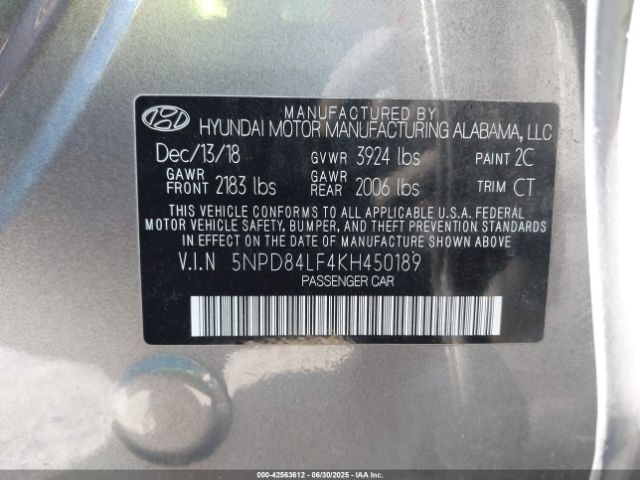 MANUFACTURED BY
HYUNDAI MOTOR MANUFACTURING ALABAMA, LLC
Dec/13/18 GVWR 3924 lbs PAINT 2C
GAWR FRONT 2183 lbs GAWR REAR 2006 lbs TRIM CT
THIS VEHICLE CONFORMS TO ALL APPLICABLE U.S.A. FEDERAL
MOTOR VEHICLE SAFETY, BUMPER, AND THEFT PREVENTION
STANDARDS IN EFFECT ON THE DATE OF MANUFACTURE SHOWN ABOVE.
V.I.N 5NPD84LF4KH450189
PASSENGER CAR
000-42563612 - 06/30/2025 - IAAI.COM